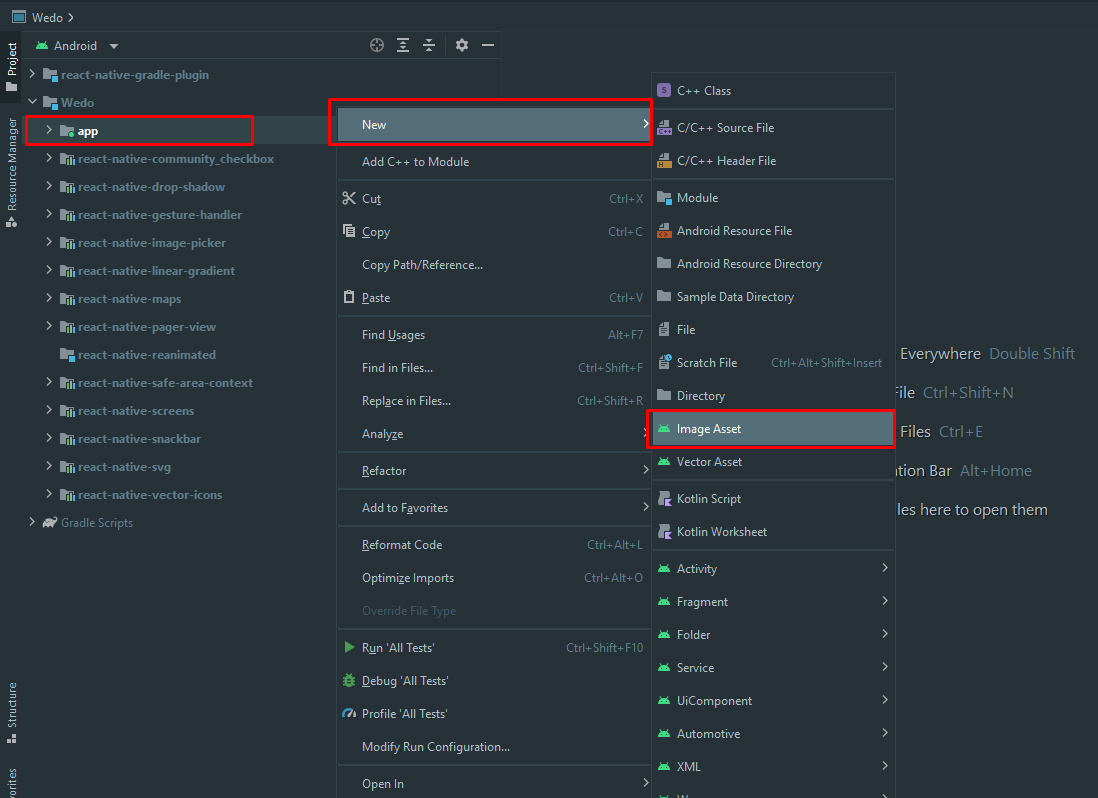 Wedo
Android
Project
Resource Manager
Structure
react-native-gradle-plugin
Wedo
app
react-native-community_checkbox
react-native-drop-shadow
react-native-gesture-handler
react-native-image-picker
react-native-linear-gradient
react-native-maps
react-native-pager-view
react-native-reanimated
react-native-safe-area-context
react-native-screens
react-native-snackbar
react-native-svg
react-native-vector-icons
Gradle Scripts
New
Add C++ to Module
Cut Ctrl+X
Copy Ctrl+C
Copy Path/Reference...
Paste Ctrl+V
Find Usages Alt+F7
Find in Files... Ctrl+Shift+F
Replace in Files... Ctrl+Shift+R
Analyze
Refactor
Add to Favorites
Reformat Code Ctrl+Alt+L
Optimize Imports Ctrl+Alt+O
Override File Type
Run 'All Tests' Ctrl+Shift+F10
Debug 'All Tests'
Profile 'All Tests'
Modify Run Configuration...
Open In
C++ Class
C/C++ Source File
C/C++ Header File
Module
Android Resource File
Android Resource Directory
Sample Data Directory
File
Scratch File Ctrl+Alt+Shift+Insert
Directory
Image Asset
Vector Asset
Kotlin Script
Kotlin Worksheet
Activity
Fragment
Folder
Service
UiComponent
Automotive
XML
Everywhere Double Shift
File Ctrl+Shift+N
Files Ctrl+E
Bar Alt+Home
here to open them